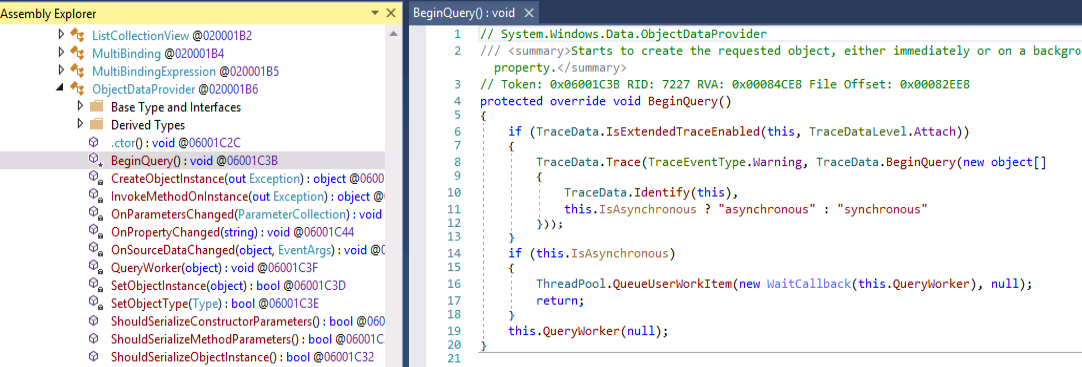 Assembly Explorer
ListCollectionView @020001B2
MultiBinding @020001B4
MultiBindingExpression @020001B5
ObjectDataProvider @020001B6
Base Type and Interfaces
Derived Types
.ctor() : void @06001C2C
BeginQuery() : void @06001C3B
CreateObjectInstance(out Exception) : object @0600
InvokeMethodOnInstance(out Exception) : object @
OnParametersChanged(ParameterCollection) : void
OnPropertyChanged(string) : void @06001C44
OnSourceDataChanged(object, EventArgs) : void @0
QueryWorker(object) : void @06001C3F
SetObjectInstance(object) : bool @06001C3D
SetObjectType(Type) : bool @06001C3E
ShouldSerializeConstructorParameters() : bool @060
ShouldSerializeMethodParameters() : bool @06001C
ShouldSerializeObjectInstance() : bool @06001C32
BeginQuery() : void
1 // System.Windows.Data.ObjectDataProvider
2 /// <summary>Starts to create the requested object, either immediately or on a backgro
property.</summary>
3 // Token: 0x06001C3B RID: 7227 RVA: 0x00084CE8 File Offset: 0x00082EE8
4 protected override void BeginQuery()
5 {
6 if (TraceData.IsExtendedTraceEnabled(this, TraceDataLevel.Attach))
7 {
8 TraceData.Trace(TraceEventType.Warning, TraceData.BeginQuery(new object[]
9 {
10 TraceData.Identify(this),
11 this.IsAsynchronous ? "asynchronous" : "synchronous"
12 }));
13 }
14 if (this.IsAsynchronous)
15 {
16 ThreadPool.QueueUserWorkItem(new WaitCallback(this.QueryWorker), null);
17 return;
18 }
19 this.QueryWorker(null);
20 }
21